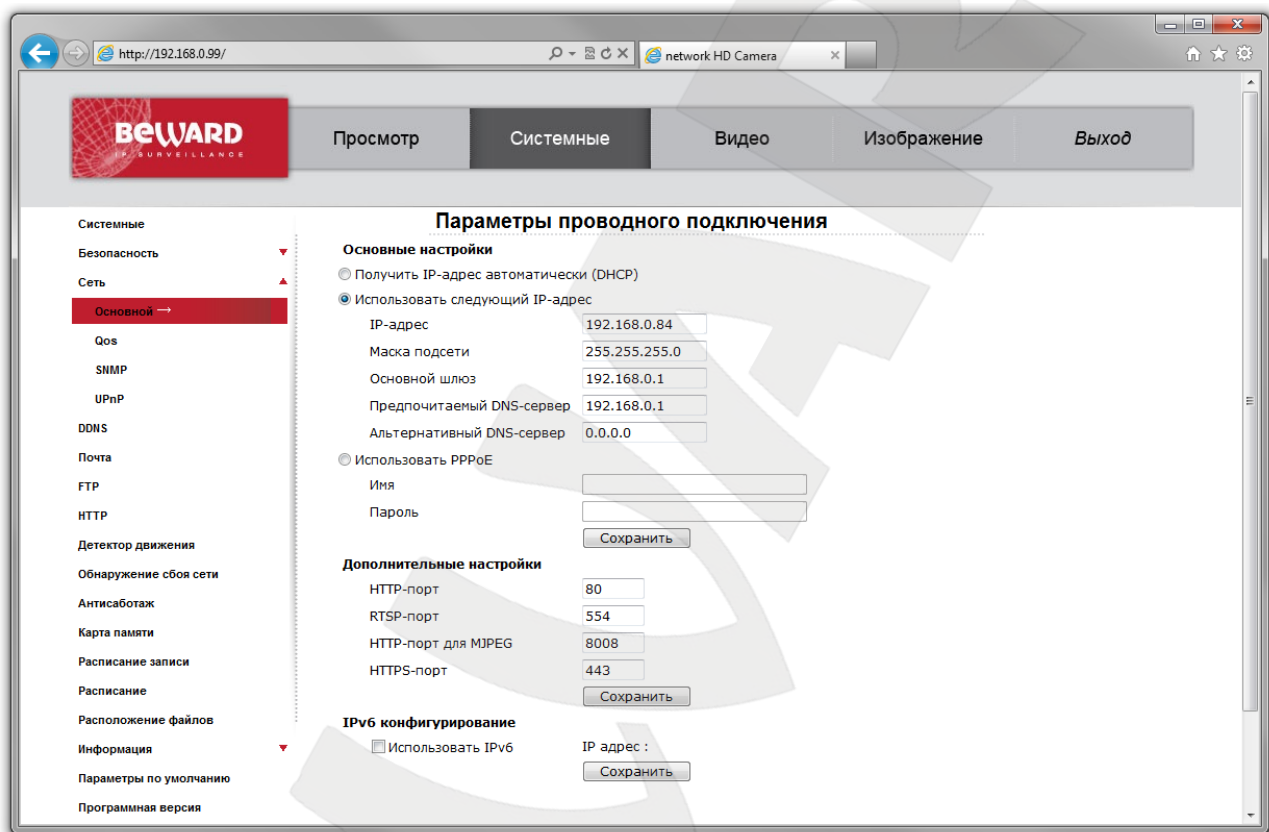 http://192.168.0.99/
network HD Camera
BEWARD
IP SURVEILLANCE
Просмотр
Системные
Видео
Изображение
Выход
Системные
Безопасность
Сеть
Основной →
Qos
SNMP
UPnP
DDNS
Почта
FTP
HTTP
Детектор движения
Обнаружение сбоя сети
Антисаботаж
Карта памяти
Расписание записи
Расписание
Расположение файлов
Информация
Параметры по умолчанию
Программная версия
Параметры проводного подключения
Основные настройки
Получить IP-адрес автоматически (DHCP)
Использовать следующий IP-адрес
IP-адрес 192.168.0.84
Маска подсети 255.255.255.0
Основной шлюз 192.168.0.1
Предпочитаемый DNS-сервер 192.168.0.1
Альтернативный DNS-сервер 0.0.0.0
Использовать PPPoE
Имя
Пароль
Сохранить
Дополнительные настройки
HTTP-порт 80
RTSP-порт 554
HTTP-порт для MJPEG 8008
HTTPS-порт 443
Сохранить
IPv6 конфигурирование
Использовать IPv6 IP адрес :
Сохранить